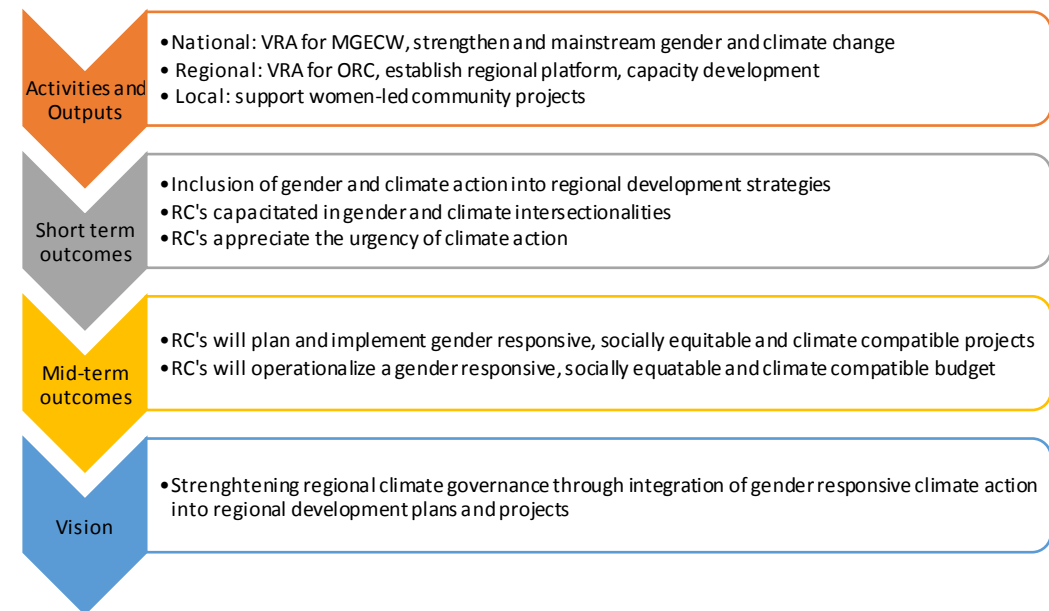 Activities and
Outputs
•National: VRA for MGECW, strengthen and mainstream gender and climate change
• Regional: VRA for ORC, establish regional platform, capacity development
• Local: support women-led community projects
Short term
outcomes
•Inclusion of gender and climate action into regional development strategies
•RC's capacitated in gender and climate intersectionalities
•RC's appreciate the urgency of climate action
Mid-term
outcomes
•RC's will plan and implement gender responsive, socially equitable and climate compatible projects
•RC's will operationalize a gender responsive, socially equatable and climate compatible budget
Vision
•Strenghtening regional climate governance through integration of gender responsive climate action
into regional development plans and projects